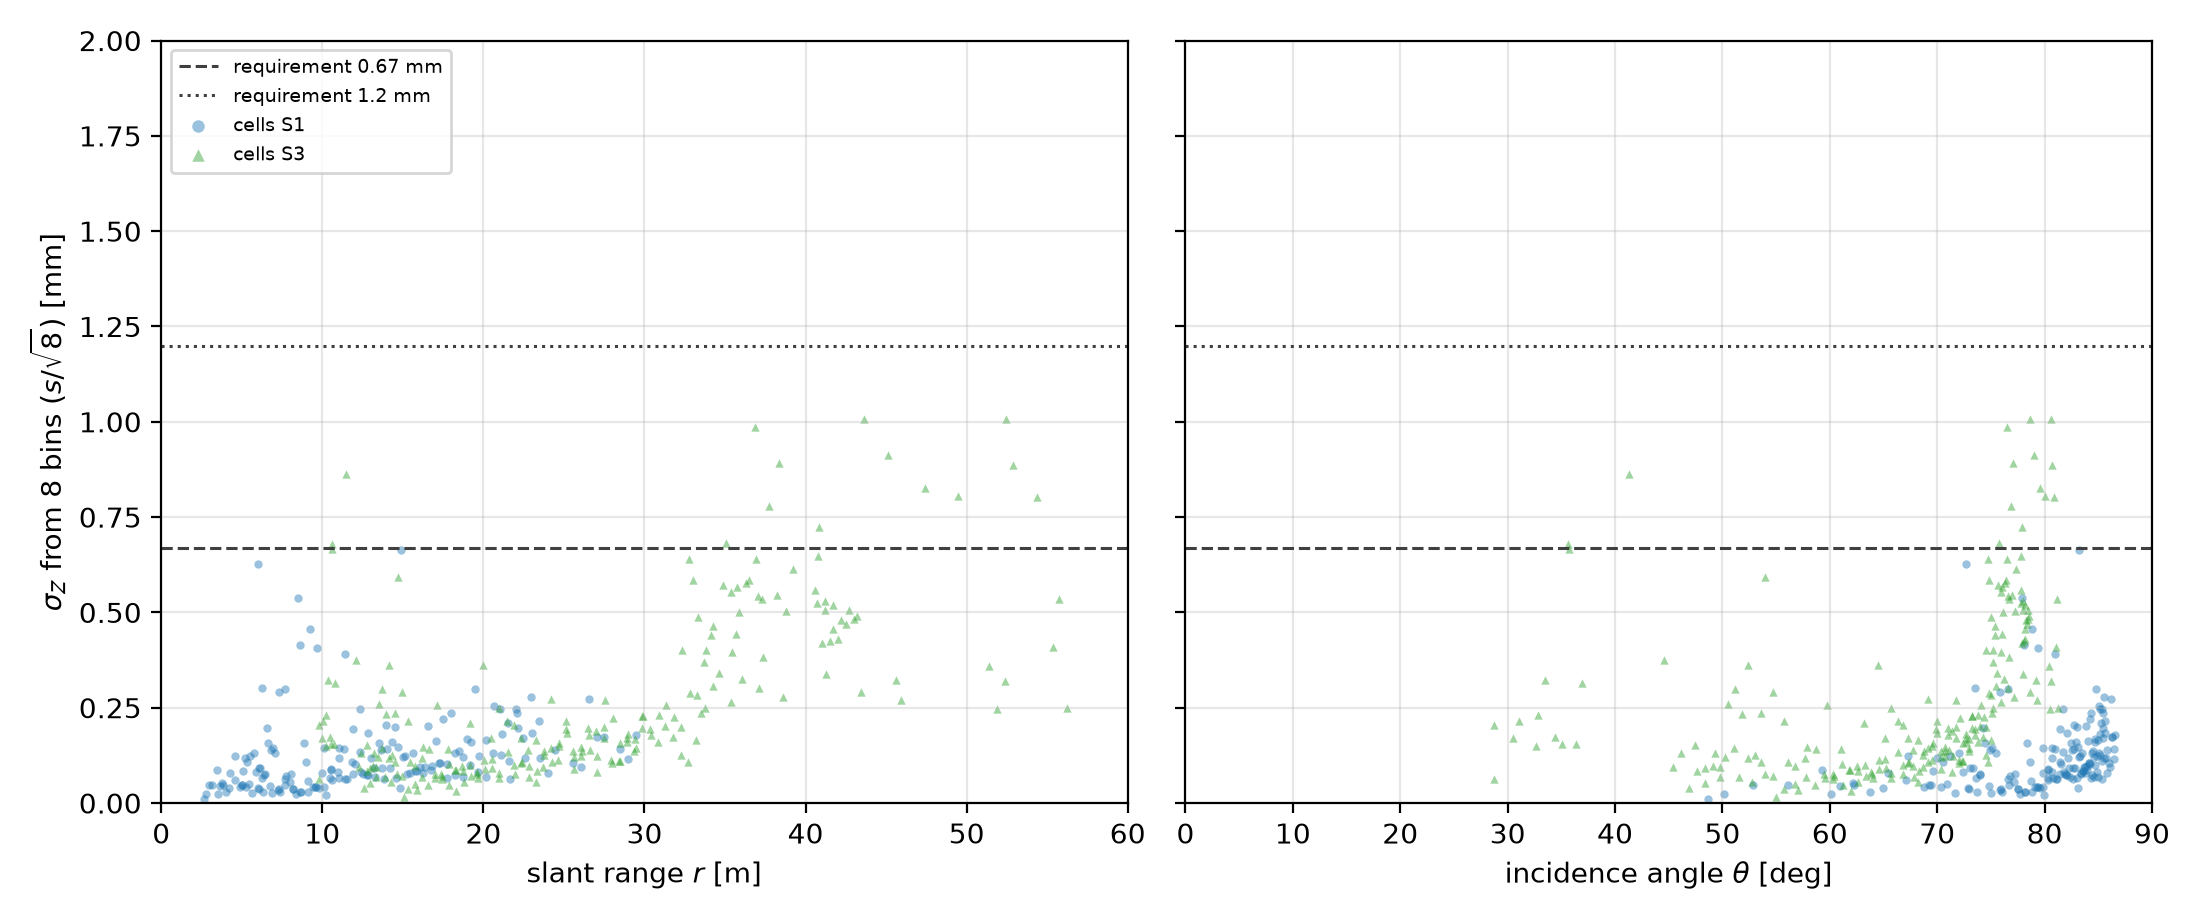 2.00
1.75
1.50
1.25
1.00
0.75
0.50
0.25
0.00
σZ from 8 bins (s/√8) [mm]
requirement 0.67 mm
requirement 1.2 mm
cells S1
cells S3
0 10 20 30 40 50 60
slant range r [m]
0 10 20 30 40 50 60 70 80 90
incidence angle θ [deg]